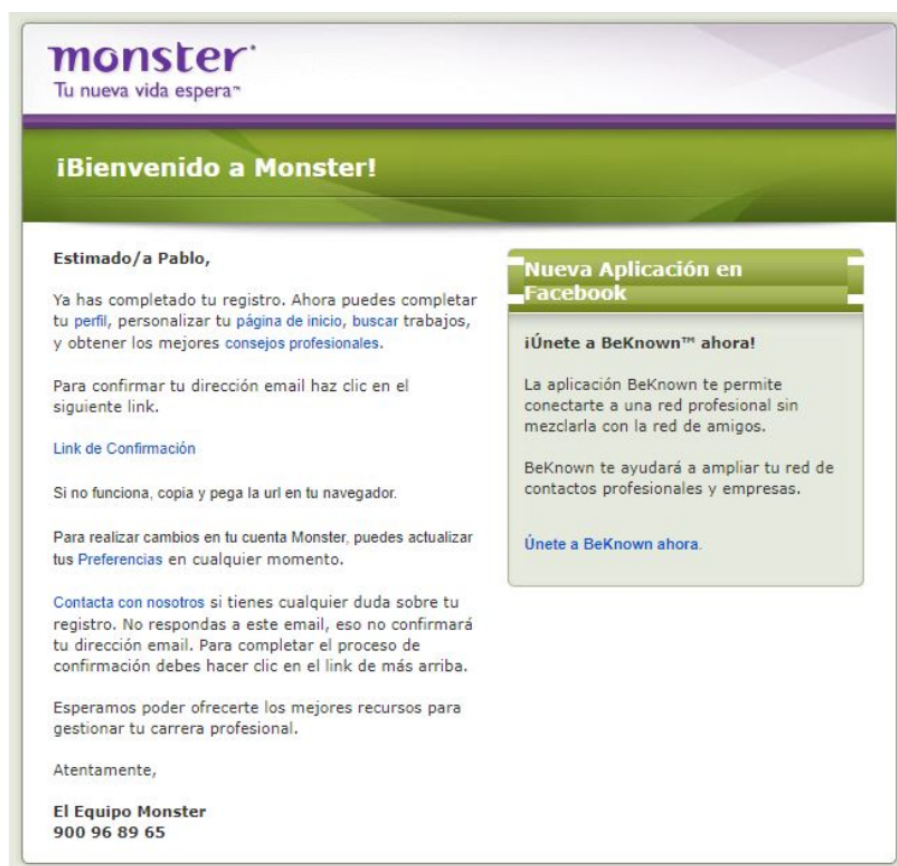 monster
Tu nueva vida espera™
¡Bienvenido a Monster!
Estimado/a Pablo,
Ya has completado tu registro. Ahora puedes completar
tu perfil, personalizar tu página de inicio, buscar trabajos,
y obtener los mejores consejos profesionales.
Para confirmar tu dirección email haz clic en el
siguiente link.
Link de Confirmación
Si no funciona, copia y pega la url en tu navegador.
Para realizar cambios en tu cuenta Monster, puedes actualizar
tus Preferencias en cualquier momento.
Contacta con nosotros si tienes cualquier duda sobre tu
registro. No respondas a este email, eso no confirmará
tu dirección email. Para completar el proceso de
confirmación debes hacer clic en el link de más arriba.
Esperamos poder ofrecerte los mejores recursos para
gestionar tu carrera profesional.
Atentamente,
El Equipo Monster
900 96 89 65
Nueva Aplicación en
Facebook
¡Únete a BeKnown™ ahora!
La aplicación BeKnown te permite
conectarte a una red profesional sin
mezclarla con la red de amigos.
BeKnown te ayudará a ampliar tu red de
contactos profesionales y empresas.
Únete a BeKnown ahora.